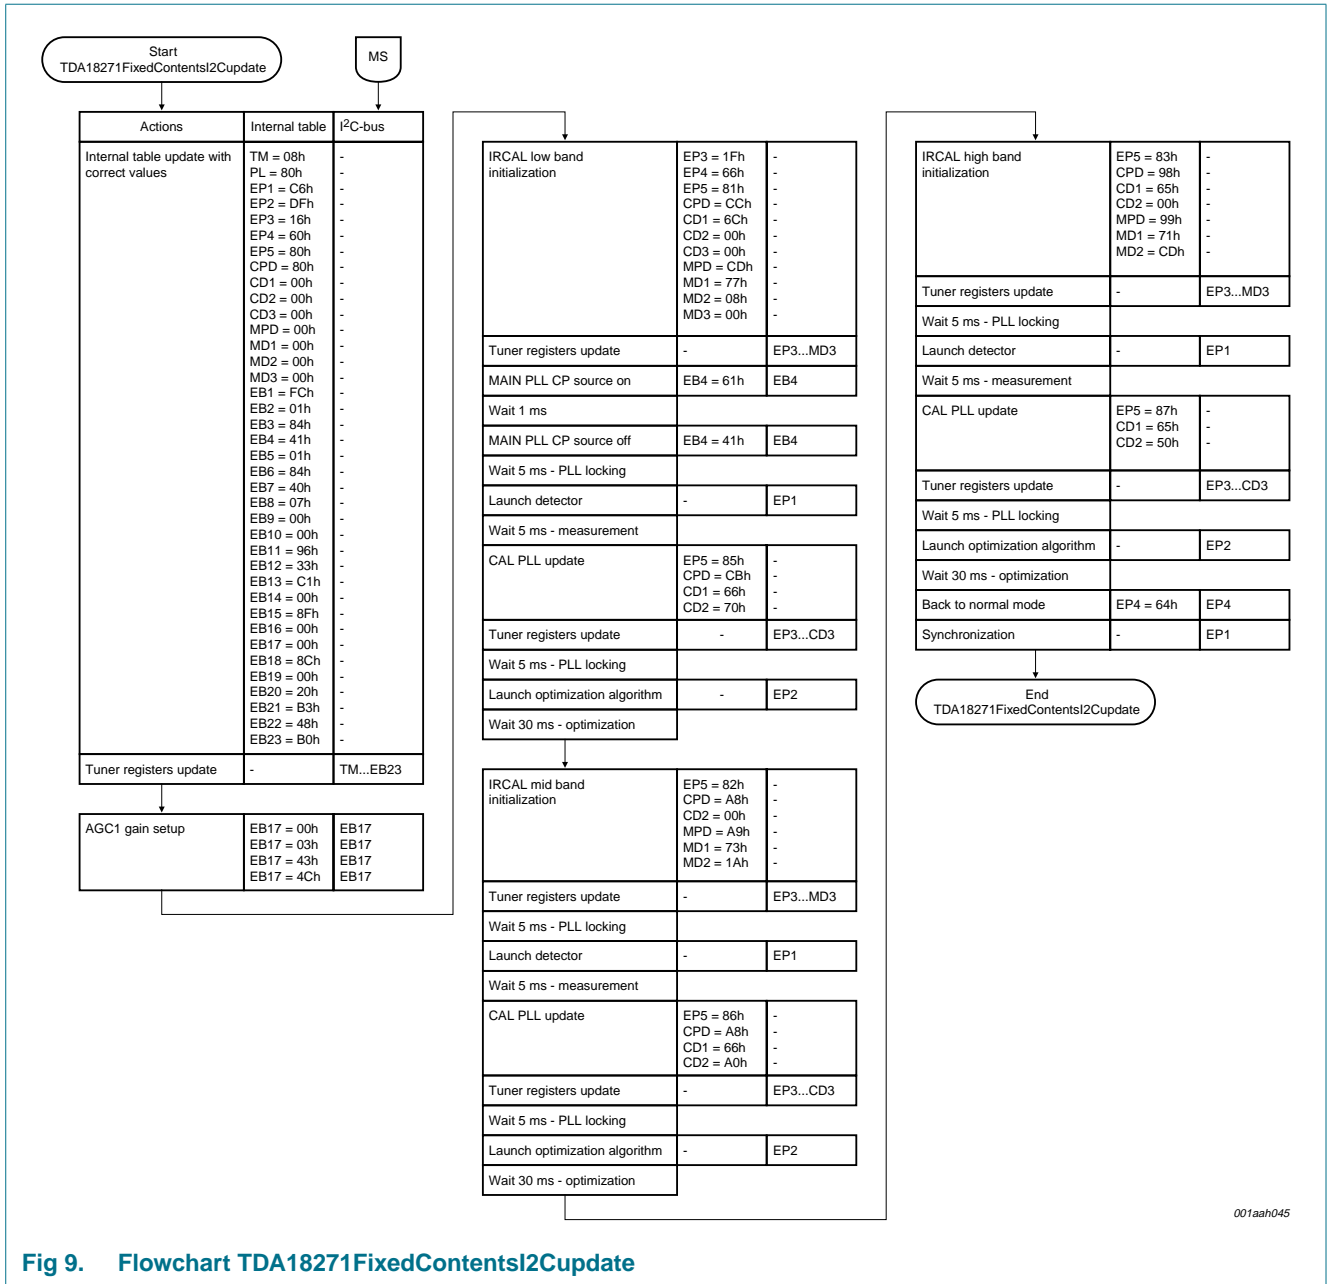 Start
TDA18271FixedContentsI2Cupdate
MS
Actions Internal table I2C-bus
Internal table update with correct values
TM = 08h -
PL = 80h -
EP1 = C6h -
EP2 = DFh -
EP3 = 16h -
EP4 = 60h -
EP5 = 80h -
CPD = 80h -
CD1 = 00h -
CD2 = 00h -
CD3 = 00h -
MPD = 00h -
MD1 = 00h -
MD2 = 00h -
MD3 = 00h -
EB1 = FCh -
EB2 = 01h -
EB3 = 84h -
EB4 = 41h -
EB5 = 01h -
EB6 = 84h -
EB7 = 40h -
EB8 = 07h -
EB9 = 00h -
EB10 = 00h -
EB11 = 96h -
EB12 = 33h -
EB13 = C1h -
EB14 = 00h -
EB15 = 8Fh -
EB16 = 00h -
EB17 = 00h -
EB18 = 8Ch -
EB19 = 00h -
EB20 = 20h -
EB21 = B3h -
EB22 = 48h -
EB23 = B0h -
Tuner registers update - TM...EB23
AGC1 gain setup EB17 = 00h EB17
EB17 = 03h EB17
EB17 = 43h EB17
EB17 = 4Ch EB17
IRCAL low band EP3 = 1Fh -
initialization EP4 = 66h -
EP5 = 81h -
CPD = CCh -
CD1 = 6Ch -
CD2 = 00h -
CD3 = 00h -
MPD = CDh -
MD1 = 77h -
MD2 = 08h -
MD3 = 00h -
Tuner registers update - EP3...MD3
MAIN PLL CP source on EB4 = 61h EB4
Wait 1 ms
MAIN PLL CP source off EB4 = 41h EB4
Wait 5 ms - PLL locking
Launch detector - EP1
Wait 5 ms - measurement
CAL PLL update EP5 = 85h -
CPD = CBh -
CD1 = 66h -
CD2 = 70h -
Tuner registers update - EP3...CD3
Wait 5 ms - PLL locking
Launch optimization algorithm - EP2
Wait 30 ms - optimization
IRCAL mid band EP5 = 82h -
initialization CPD = A8h -
CD2 = 00h -
MPD = A9h -
MD1 = 73h -
MD2 = 1Ah -
Tuner registers update - EP3...MD3
Wait 5 ms - PLL locking
Launch detector - EP1
Wait 5 ms - measurement
CAL PLL update EP5 = 86h -
CPD = A8h -
CD1 = 66h -
CD2 = A0h -
Tuner registers update - EP3...CD3
Wait 5 ms - PLL locking
Launch optimization algorithm - EP2
Wait 30 ms - optimization
IRCAL high band EP5 = 83h -
initialization CPD = 98h -
CD1 = 65h -
CD2 = 00h -
MPD = 99h -
MD1 = 71h -
MD2 = CDh -
Tuner registers update - EP3...MD3
Wait 5 ms - PLL locking
Launch detector - EP1
Wait 5 ms - measurement
CAL PLL update EP5 = 87h -
CD1 = 65h -
CD2 = 50h -
Tuner registers update - EP3...CD3
Wait 5 ms - PLL locking
Launch optimization algorithm - EP2
Wait 30 ms - optimization
Back to normal mode EP4 = 64h EP4
Synchronization - EP1
End
TDA18271FixedContentsI2Cupdate
001aah045
Fig 9. Flowchart TDA18271FixedContentsI2Cupdate